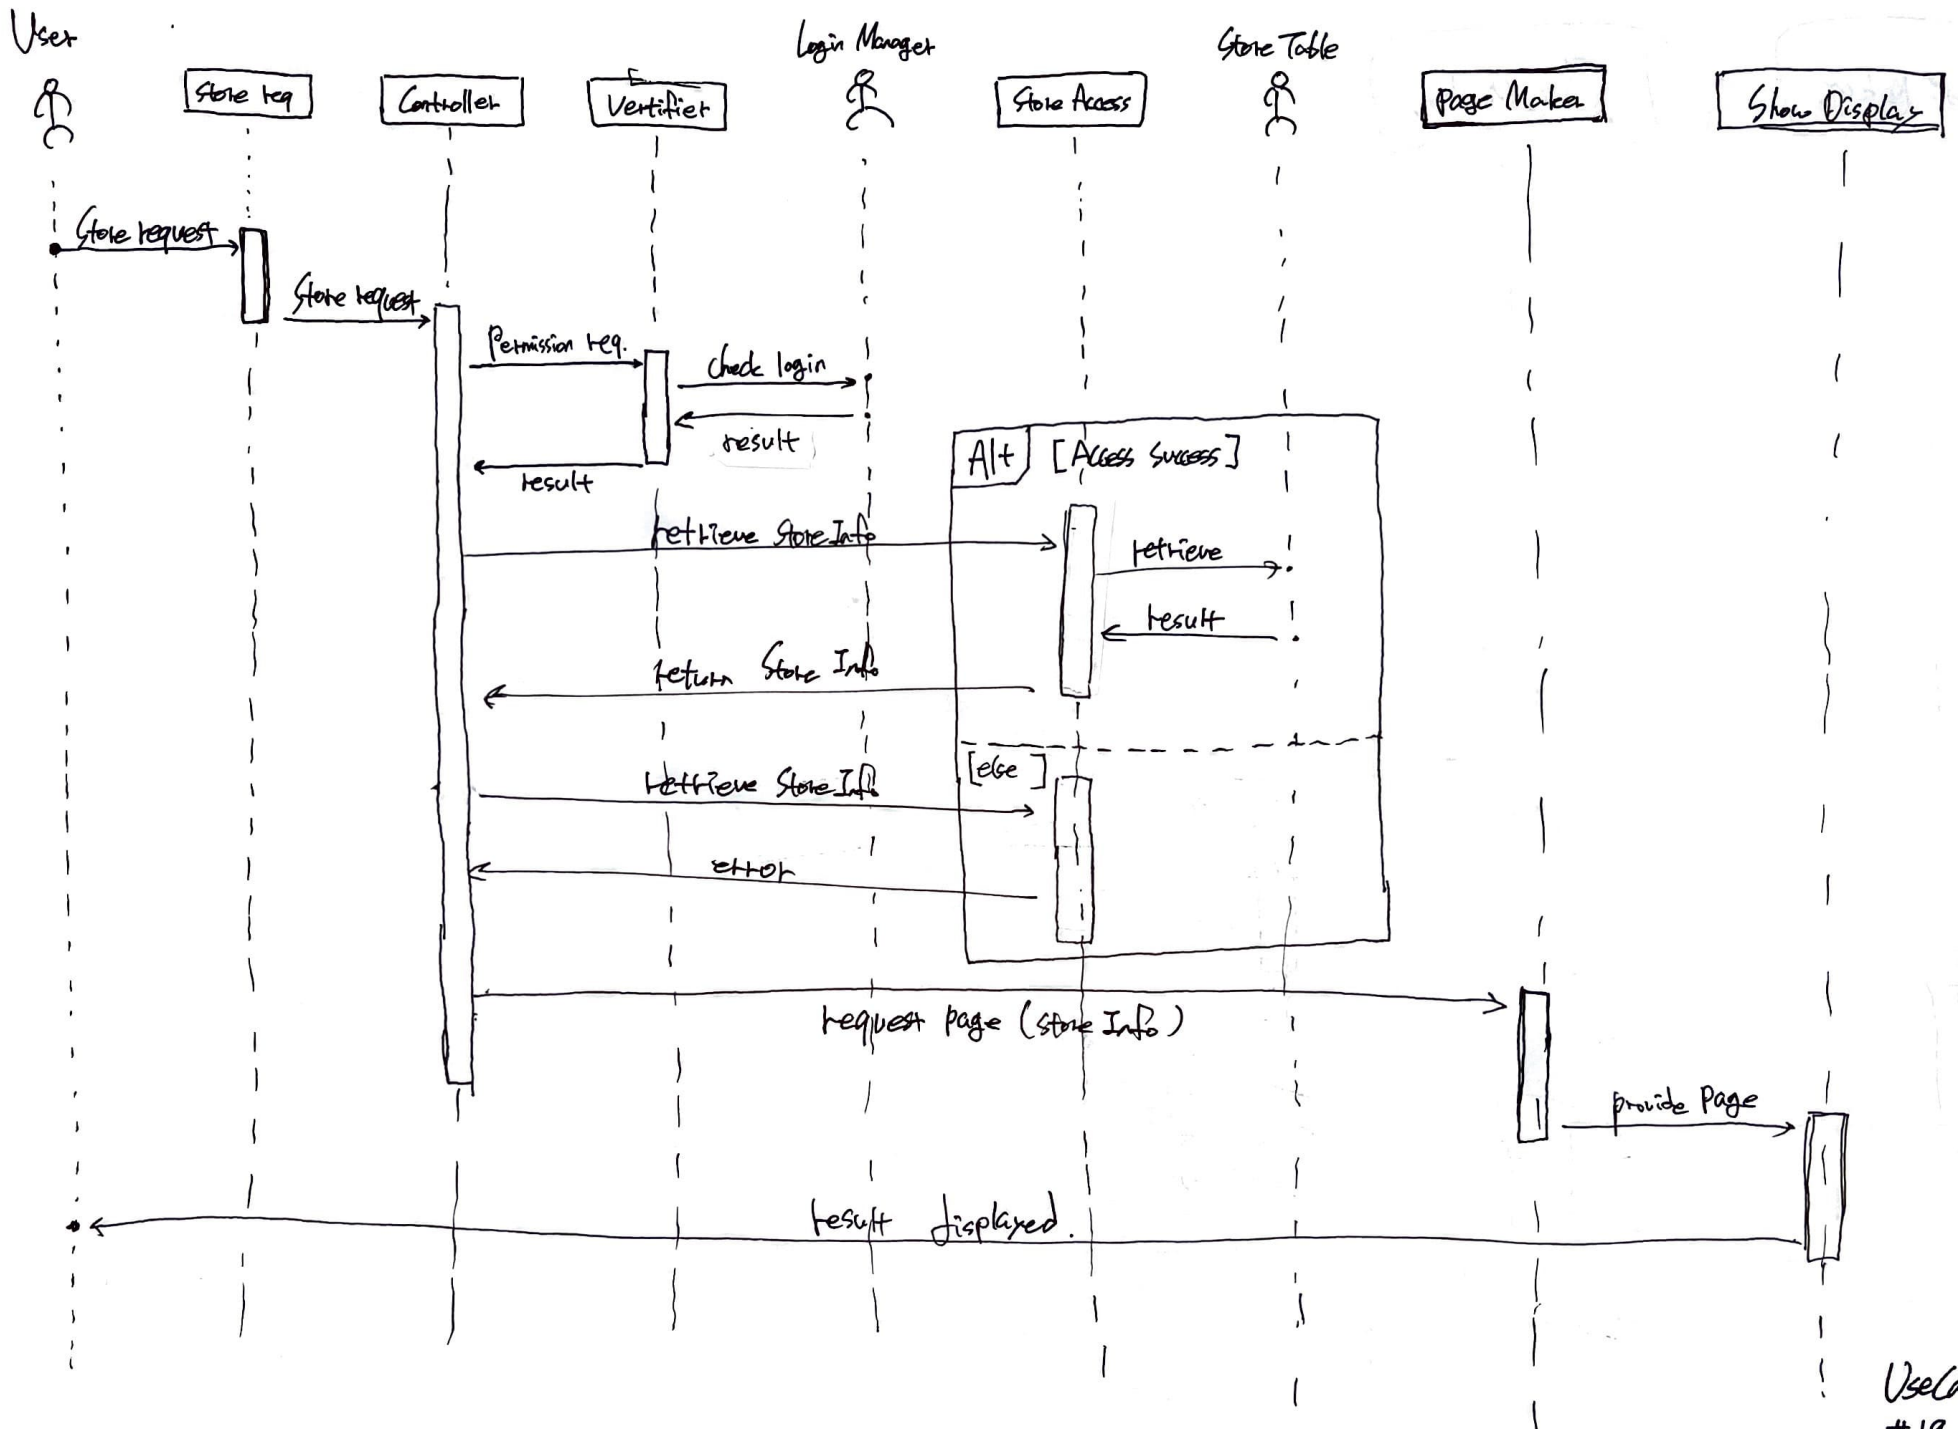 User
Store req
Controller
Vertifier
Login Manager
Store Access
Store Table
page Maker
Show Display
Store request
Store request
Permission req.
check login
result
result
Alt [Access Success]
retrieve Store Info
retrieve
result
return Store Info
[else]
retrieve Store Info
error
request page (store Info)
provide Page
result displayed.